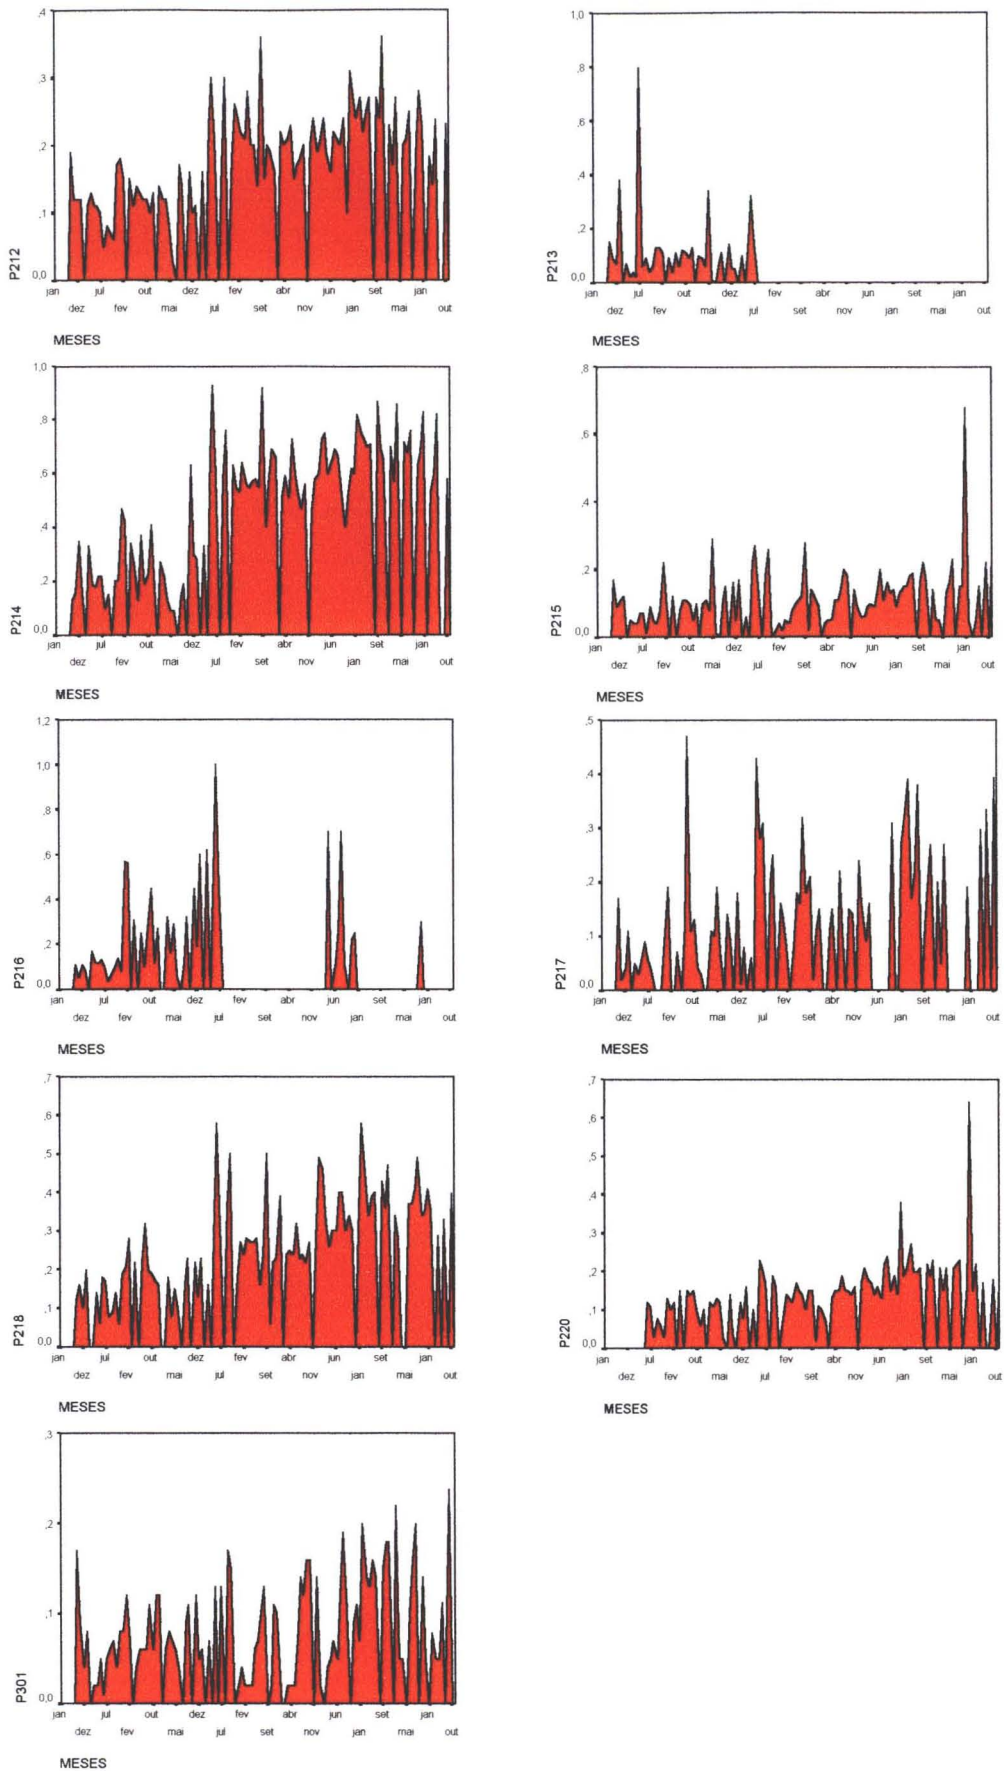 ,4
,3
,2
,1
0,0
P212
jan jul out dez fev abr jun set jan
dez fev mai jul set nov jan mai out
MESES
1,0
,8
,6
,4
,2
0,0
P213
jan jul out dez fev abr jun set jan
dez fev mai jul set nov jan mai out
MESES
1,0
,8
,6
,4
,2
0,0
P214
jan jul out dez fev abr jun set jan
dez fev mai jul set nov jan mai out
MESES
,8
,6
,4
,2
0,0
P215
jan jul out dez fev abr jun set jan
dez fev mai jul set nov jan mai out
MESES
1,2
1,0
,8
,6
,4
,2
0,0
P216
jan jul out dez fev abr jun set jan
dez fev mai jul set nov jan mai out
MESES
,5
,4
,3
,2
,1
0,0
P217
jan jul out dez fev abr jun set jan
dez fev mai jul set nov jan mai out
MESES
,7
,6
,5
,4
,3
,2
,1
0,0
P218
jan jul out dez fev abr jun set jan
dez fev mai jul set nov jan mai out
MESES
,7
,6
,5
,4
,3
,2
,1
0,0
P220
jan jul out dez fev abr jun set jan
dez fev mai jul set nov jan mai out
MESES
,3
,2
,1
0,0
P301
jan jul out dez fev abr jun set jan
dez fev mai jul set nov jan mai out
MESES